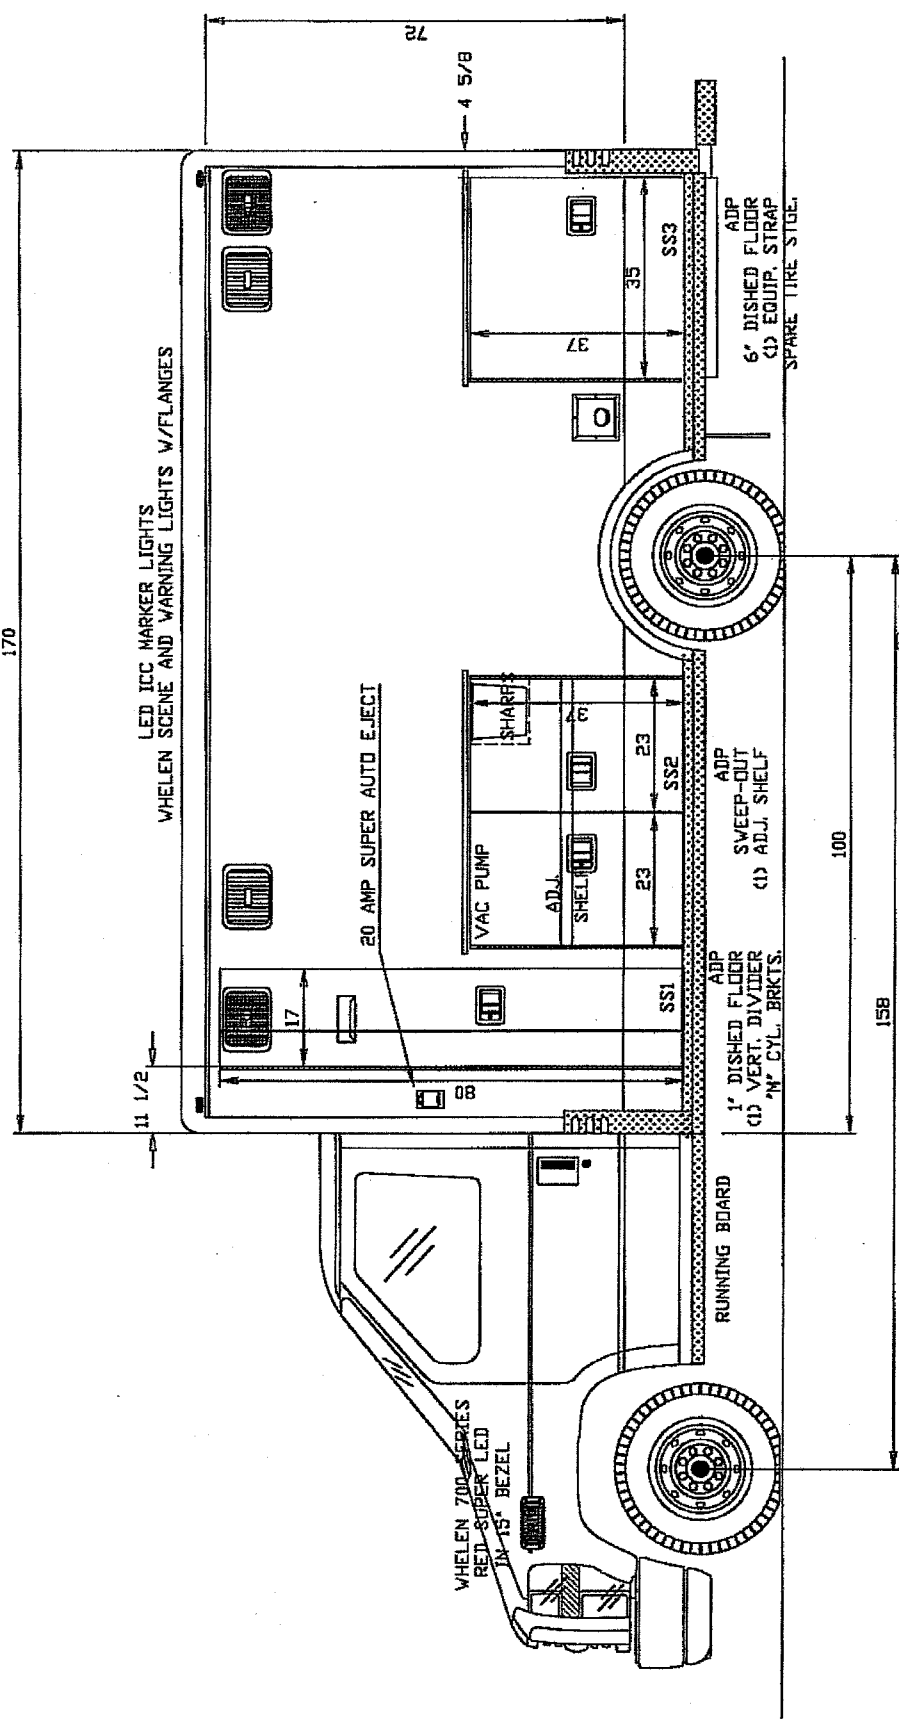 170
LED ICC MARKER LIGHTS
WHELEN SCENE AND WARNING LIGHTS W/FLANGES
11 1/2
72
4 5/8
20 AMP SUPER AUTO EJECT
17
80
SS1
VAC PUMP
ADJ.
SHELF
23
SHARPS
37
23
SS2
37
35
SS3
WHELEN 700 SERIES
RED SUPER LED
IN 15° BEZEL
RUNNING BOARD
ADP
1" DISHED FLOOR
(1) VERT. DIVIDER
"M" CYL. BRKTS.
ADP
SWEEP-OUT
(1) ADJ. SHELF
ADP
6" DISHED FLOOR
(1) EQUIP. STRAP
SPARE TIRE STGE.
100
158